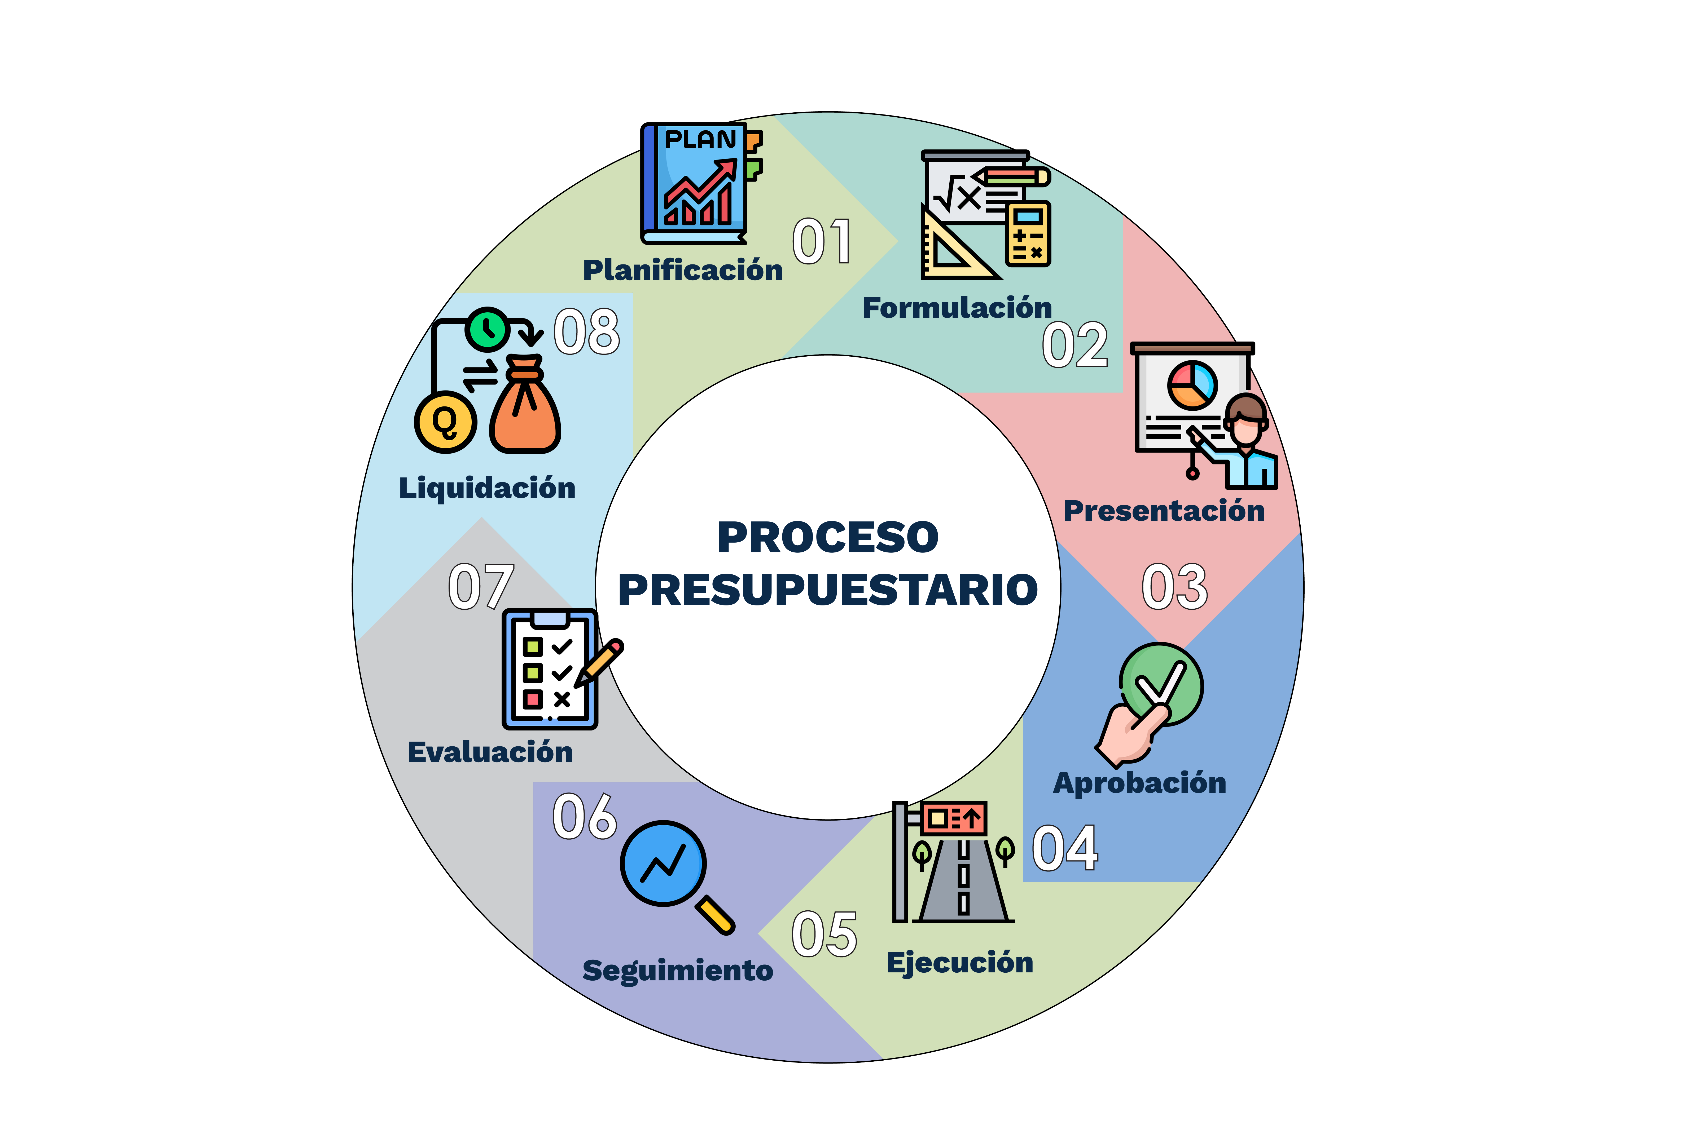 PROCESO
PRESUPUESTARIO
PLAN
01
Planificación
√x
Formulación
02
Presentación
03
Aprobación
04
Ejecución
05
06
Seguimiento
07
Evaluación
08
Q
Liquidación